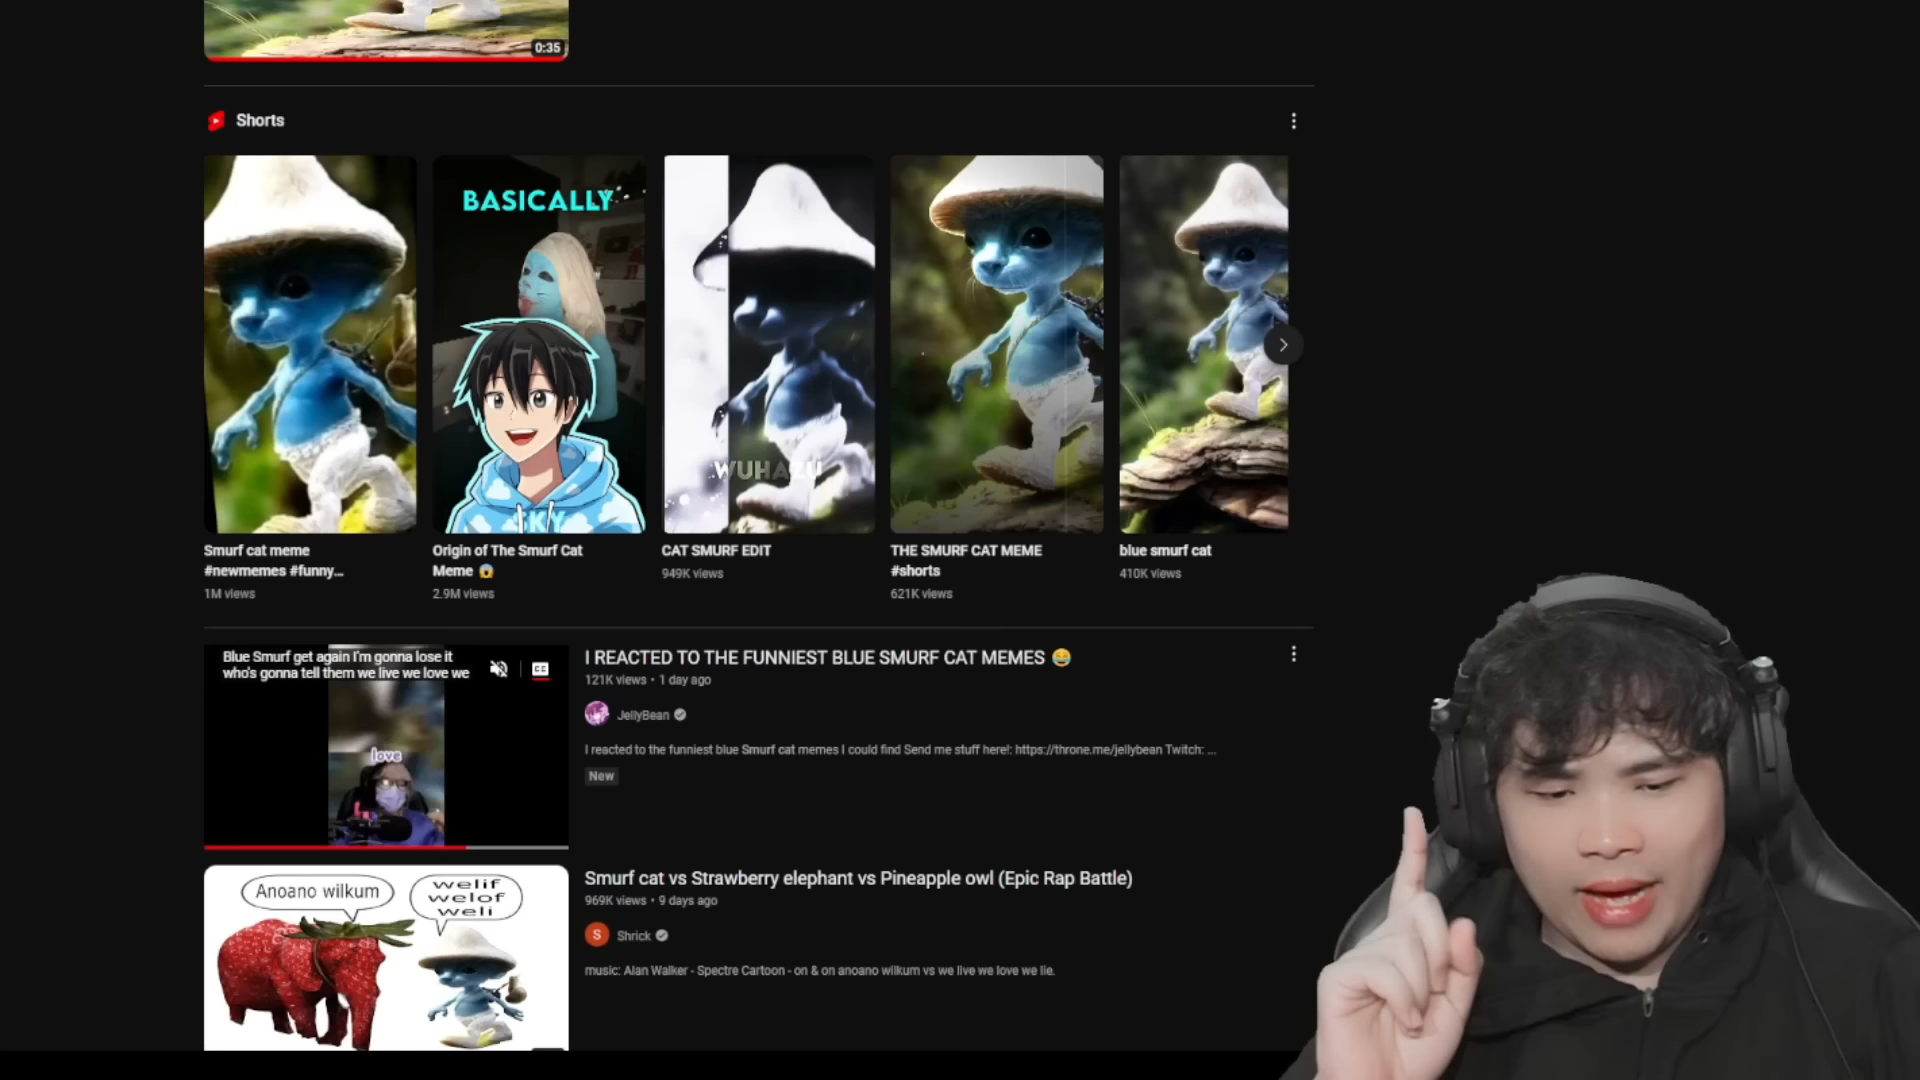 0:35
Shorts
BASICALLY
SKY
Smurf cat meme
#newmemes #funny...
1M views
Origin of The Smurf Cat
Meme 😱
2.9M views
CAT SMURF EDIT
949K views
THE SMURF CAT MEME
#shorts
621K views
blue smurf cat
410K views
Blue Smurf get again I'm gonna lose it
who's gonna tell them we live we love we
CC
love
I REACTED TO THE FUNNIEST BLUE SMURF CAT MEMES 😂
121K views • 1 day ago
JellyBean
I reacted to the funniest blue Smurf cat memes I could find Send me stuff here!: https://throne.me/jellybean Twitch: ...
New
Anoano wilkum
welif
welof
weli
Smurf cat vs Strawberry elephant vs Pineapple owl (Epic Rap Battle)
969K views • 9 days ago
S
Shrick
music: Alan Walker - Spectre Cartoon - on & on anoano wilkum vs we live we love we lie.